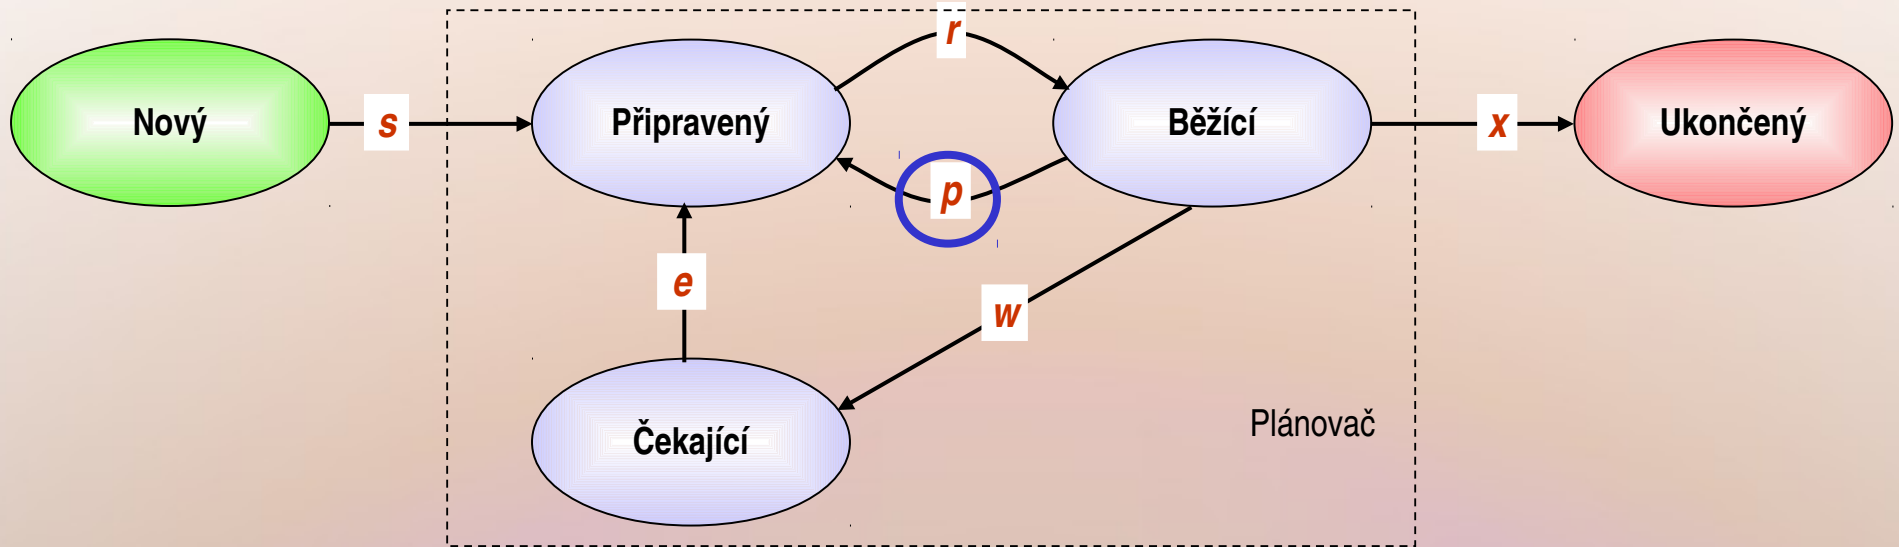 r
Nový
s
Připravený
Běžící
x
Ukončený
p
e
w
Čekající
Plánovač